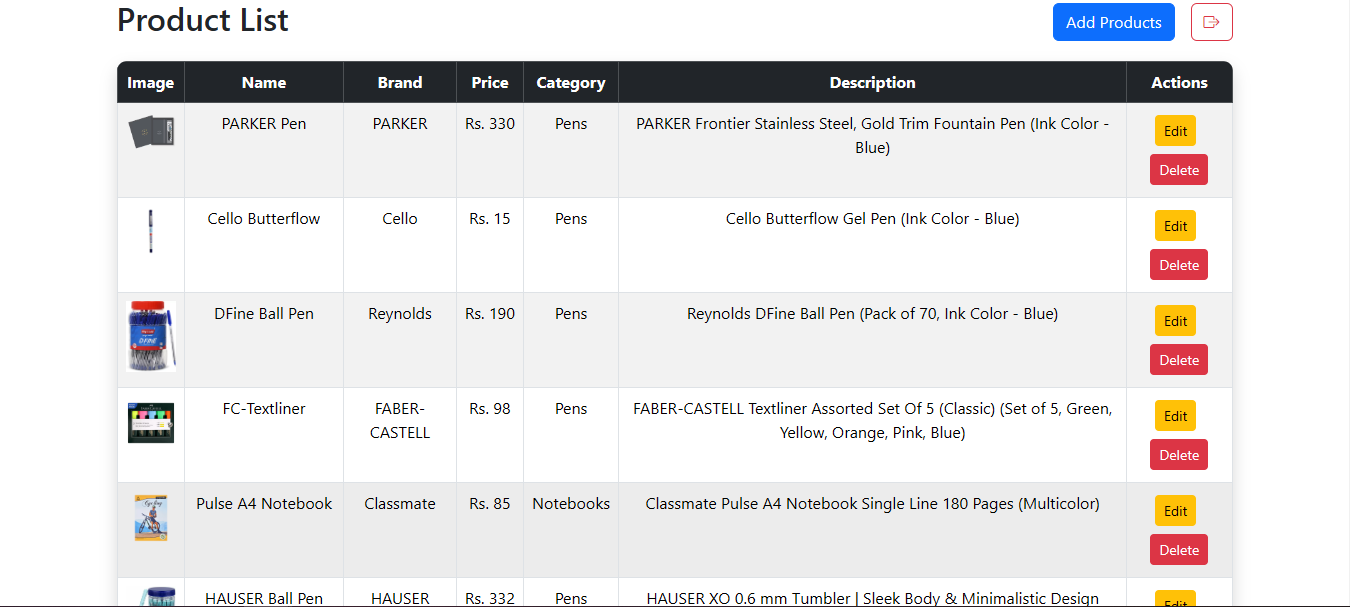 Product List
Add Products
Image Name Brand Price Category Description Actions
PARKER Pen PARKER Rs. 330 Pens PARKER Frontier Stainless Steel, Gold Trim Fountain Pen (Ink Color -
Blue)
Edit
Delete
Cello Butterflow Cello Rs. 15 Pens Cello Butterflow Gel Pen (Ink Color - Blue)
Edit
Delete
DFine Ball Pen Reynolds Rs. 190 Pens Reynolds DFine Ball Pen (Pack of 70, Ink Color - Blue)
Edit
Delete
FC-Textliner FABER-
CASTELL Rs. 98 Pens FABER-CASTELL Textliner Assorted Set Of 5 (Classic) (Set of 5, Green,
Yellow, Orange, Pink, Blue)
Edit
Delete
Pulse A4 Notebook Classmate Rs. 85 Notebooks Classmate Pulse A4 Notebook Single Line 180 Pages (Multicolor)
Edit
Delete
HAUSER Ball Pen HAUSER Rs. 332 Pens HAUSER XO 0.6 mm Tumbler | Sleek Body & Minimalistic Design
Edit